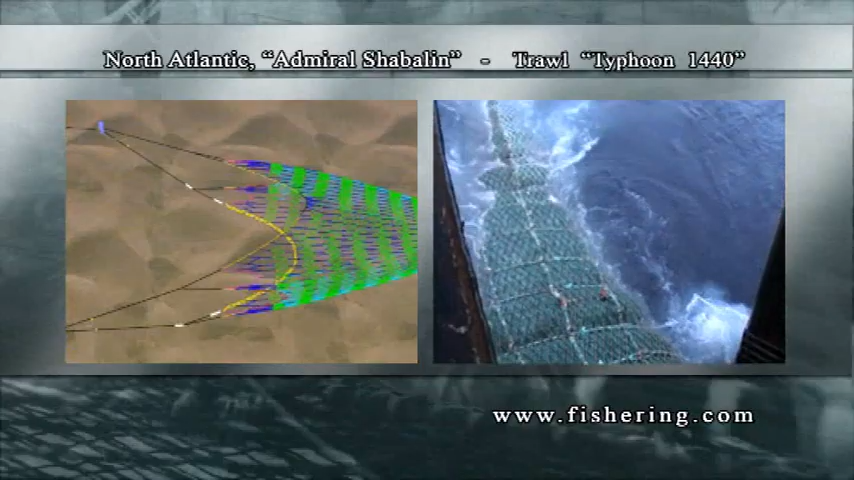 North Atlantic, “Admiral Shabalin” - Trawl “Typhoon 1440”
www.fishering.com